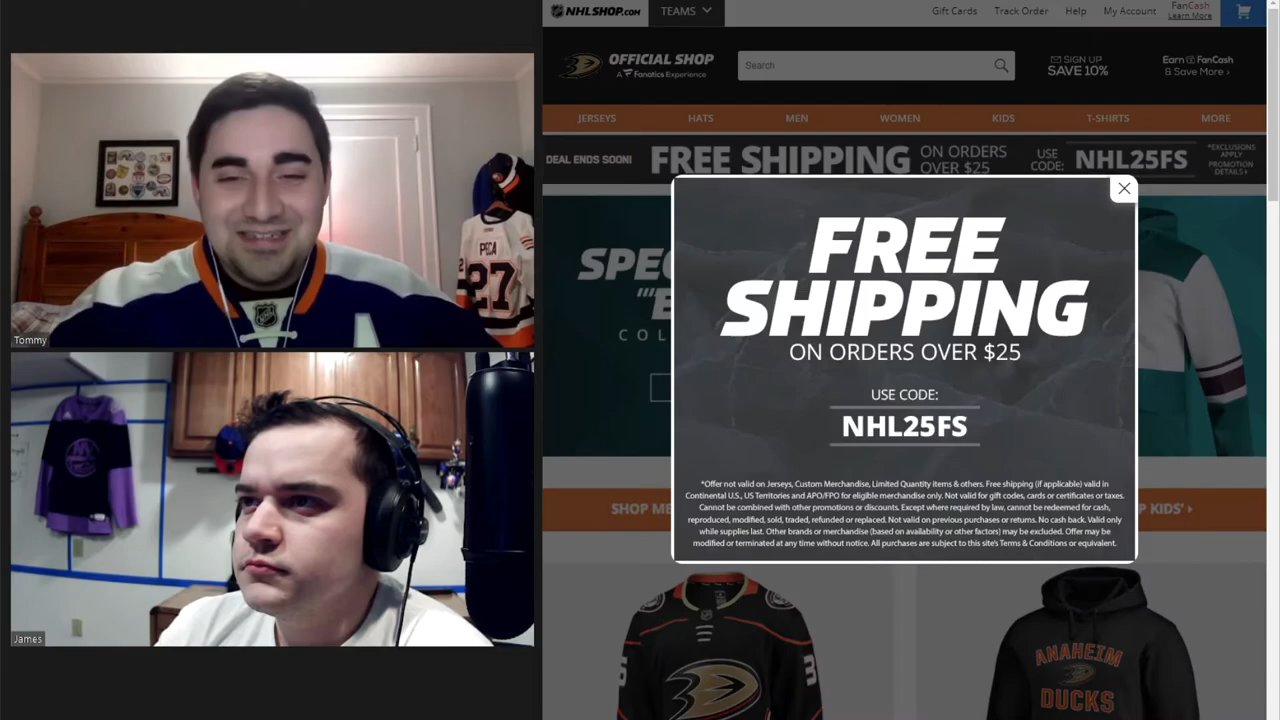 NHLSHOP.COM
TEAMS
Gift Cards
Track Order
Help
My Account
FanCash
Learn More
OFFICIAL SHOP
A Fanatics Experience
Search
SIGN UP
SAVE 10%
Earn FanCash
& Save More ›
JERSEYS
HATS
MEN
WOMEN
KIDS
T-SHIRTS
MORE
DEAL ENDS SOON!
FREE SHIPPING
ON ORDERS
OVER $25
USE
CODE:
NHL25FS
*EXCLUSIONS
APPLY
PROMOTION
DETAILS›
FREE
SHIPPING
ON ORDERS OVER $25
USE CODE:
NHL25FS
*Offer not valid on Jerseys, Custom Merchandise, Limited Quantity items & others. Free shipping (if applicable) valid in
Continental U.S., US Territories and APO/FPO for eligible merchandise only. Not valid for gift codes, cards or certificates or taxes.
Cannot be combined with other promotions or discounts. Except where required by law, cannot be redeemed for cash,
reproduced, modified, sold, traded, refunded or replaced. Not valid on previous purchases or returns. No cash back. Valid only
while supplies last. Other brands or merchandise (based on availability or other factors) may be excluded. Offer may be
modified or terminated at any time without notice. All purchases are subject to this site's Terms & Conditions or equivalent.
SHOP ME
KIDS' ›
ANAHEIM
DUCKS
PECA
27
A
NHL
Tommy
James